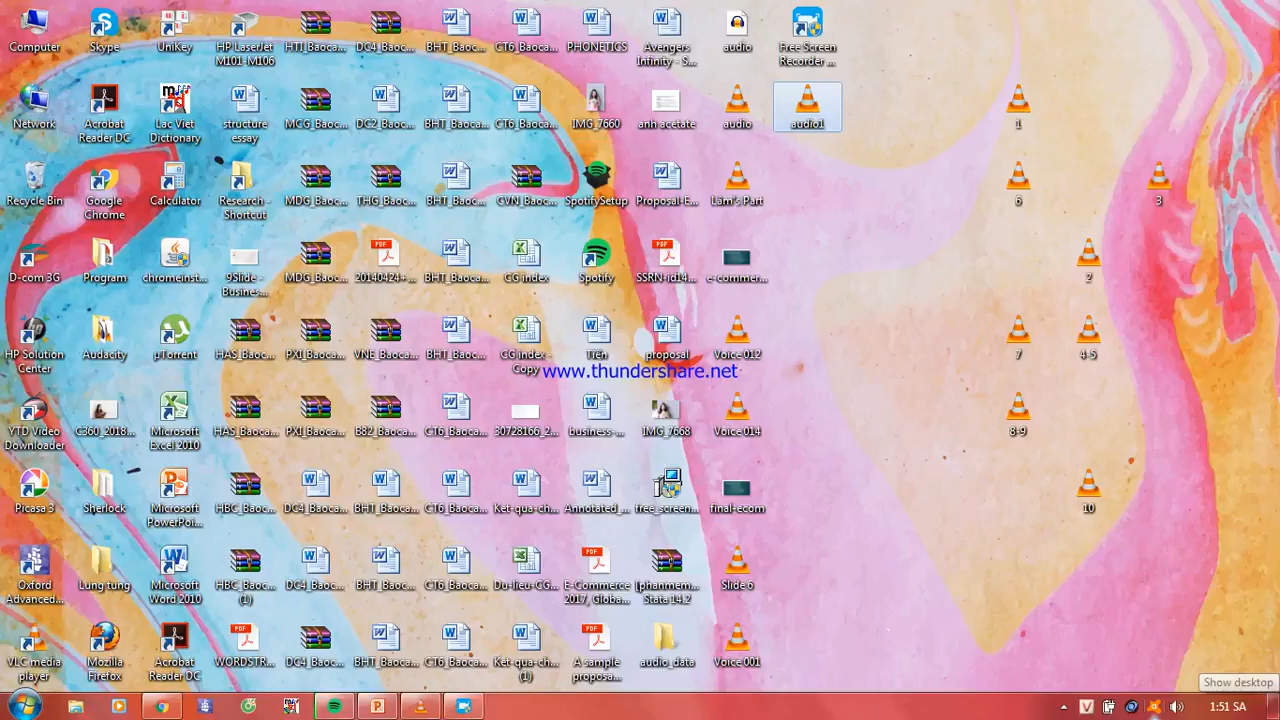 Computer
Skype
UniKey
HP LaserJet
M101-M106
HTI_Baoca...
DC4_Baoc...
BHT_Baoca...
CT6_Baoca...
PHONETICS
Avengers
Infinity - S...
audio
Free Screen
Recorder ...
Network
Acrobat
Reader DC
Lac Viet
Dictionary
structure
essay
MCG_Baoc...
DC2_Baoc...
BHT_Baoca...
CT6_Baoca...
IMG_7660
anh acetate
audio
audio1
1
Recycle Bin
Google
Chrome
Calculator
Research -
Shortcut
MDG_Baoc...
THG_Baoc...
BHT_Baoc...
CVN_Baoc...
SpotifySetup
Proposal-E...
Lam's Part
6
3
D-com 3G
Program
chromeinst...
9Slide -
Busines...
MDG_Baoc...
20140424+...
BHT_Baoc...
CG index
Spotify
SSRN-id14...
e-commer...
2
HP Solution
Center
Audacity
µTorrent
HAS_Baoc...
PXI_Baoca...
VNE_Baoca...
BHT_Baoc...
CG index -
Copy
Tiến
proposal
Voice 012
7
4-5
www.thundershare.net
YTD Video
Downloader
C360_2018...
Microsoft
Excel 2010
HAS_Baoca...
PXI_Baoca...
B82_Baoca...
CT6_Baoca...
30728166_2...
business-...
IMG_7668
Voice 014
8-9
Picasa 3
Sherlock
Microsoft
PowerPoi...
HBC_Baoc...
DC4_Baoca...
BHT_Baoca...
CT6_Baoca...
Ket-qua-ch...
Annotated_...
free_screen...
final-ecom
10
Oxford
Advanced...
Lung tung
Microsoft
Word 2010
HBC_Baoc...
(1)
DC4_Baoc...
BHT_Baoc...
CT6_Baoca...
Du-lieu-CG...
E-Commerce
2017, Globa...
[phanmem...
Stata 14.2
Slide 6
VLC media
player
Mozilla
Firefox
Acrobat
Reader DC
WORDSTR...
DC4_Baoc...
BHT_Baoca...
CT6_Baoca...
Ket-qua-ch...
(1)
A sample
proposa...
audio_data
Voice 001
Show desktop
1:51 SA